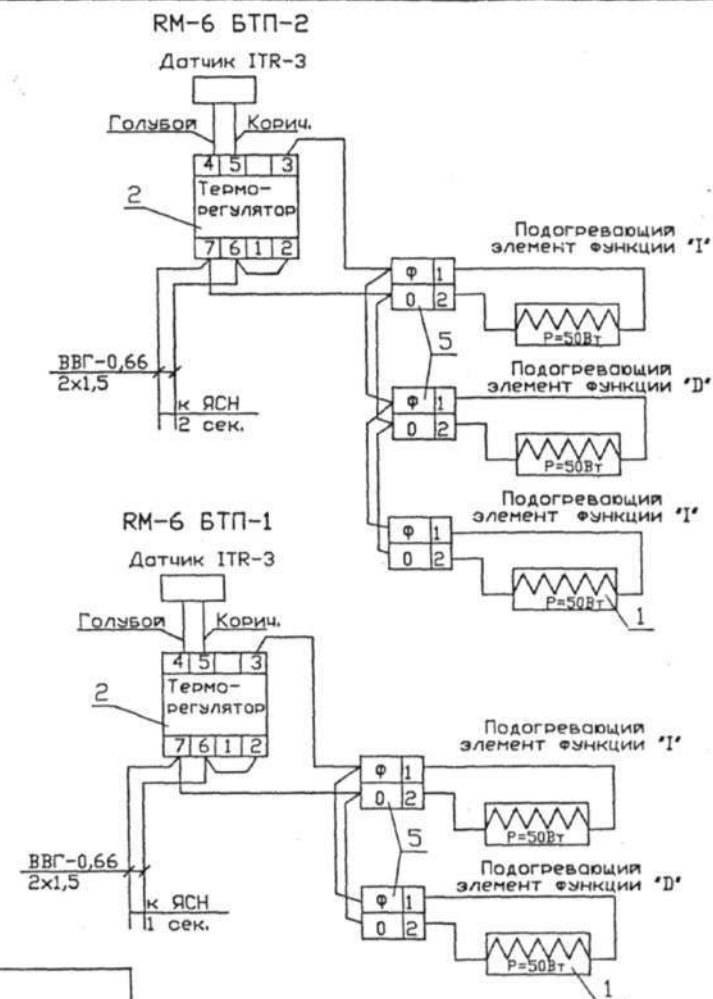 RM-6 БТП-2
Датчик ITR-3
Голубой Корич.
4 5 3
Термо-
регулятор
2
7 6 1 2
Подогревающий
элемент функции "I"
Ф 1
0 2
P=50Вт
5
ВВГ-0,66
2x1,5
к ЯСН
2 сек.
Подогревающий
элемент функции "D"
Ф 1
0 2
P=50Вт
Подогревающий
элемент функции "I"
Ф 1
0 2
P=50Вт
1
RM-6 БТП-1
Датчик ITR-3
Голубой Корич.
4 5 3
Термо-
регулятор
2
7 6 1 2
Подогревающий
элемент функции "I"
Ф 1
0 2
P=50Вт
5
ВВГ-0,66
2x1,5
к ЯСН
1 сек.
Подогревающий
элемент функции "D"
Ф 1
0 2
P=50Вт
1